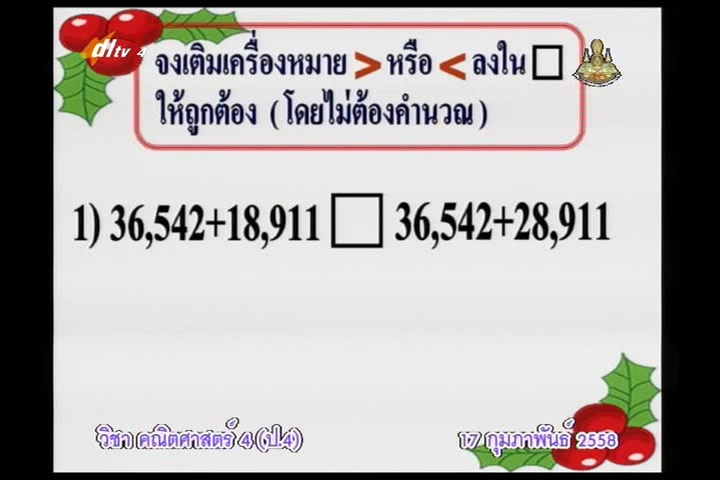 dltv 4
จงเติมเครื่องหมาย > หรือ < ลงใน □
ให้ถูกต้อง (โดยไม่ต้องคำนวณ)
1) 36,542+18,911 □ 36,542+28,911
วิชา คณิตศาสตร์ 4 (ป.4)
17 กุมภาพันธ์ 2558